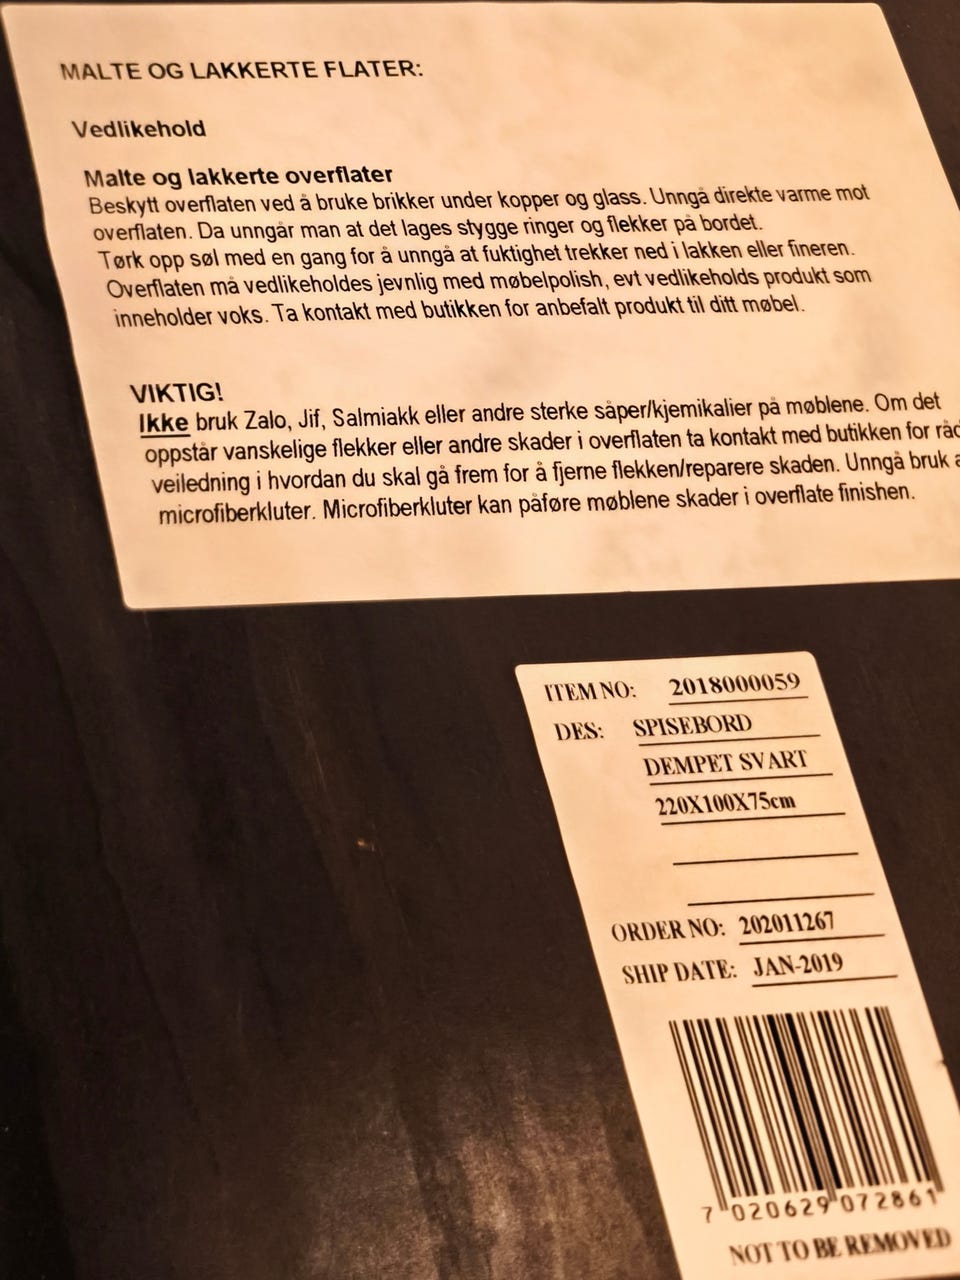 MALTE OG LAKKERTE FLATER:
Vedlikehold
Malte og lakkerte overflater
Beskytt overflaten ved å bruke brikker under kopper og glass. Unngå direkte varme mot
overflaten. Da unngår man at det lages stygge ringer og flekker på bordet.
Tørk opp søl med en gang for å unngå at fuktighet trekker ned i lakken eller fineren.
Overflaten må vedlikeholdes jevnlig med møbelpolish, evt vedlikeholds produkt som
inneholder voks. Ta kontakt med butikken for anbefalt produkt til ditt møbel.
VIKTIG!
Ikke bruk Zalo, Jif, Salmiakk eller andre sterke såper/kjemikalier på møblene. Om det
oppstår vanskelige flekker eller andre skader i overflaten ta kontakt med butikken for
veiledning i hvordan du skal gå frem for å fjerne flekken/reparere skaden. Unngå bruk
microfiberkluter. Microfiberkluter kan påføre møblene skader i overflate finishen.
ITEM NO: 2018000059
DES: SPISEBORD
DEMPET SVART
220X100X75cm
ORDER NO: 202011267
SHIP DATE: JAN-2019
7 020629 072861
NOT TO BE REMOVED